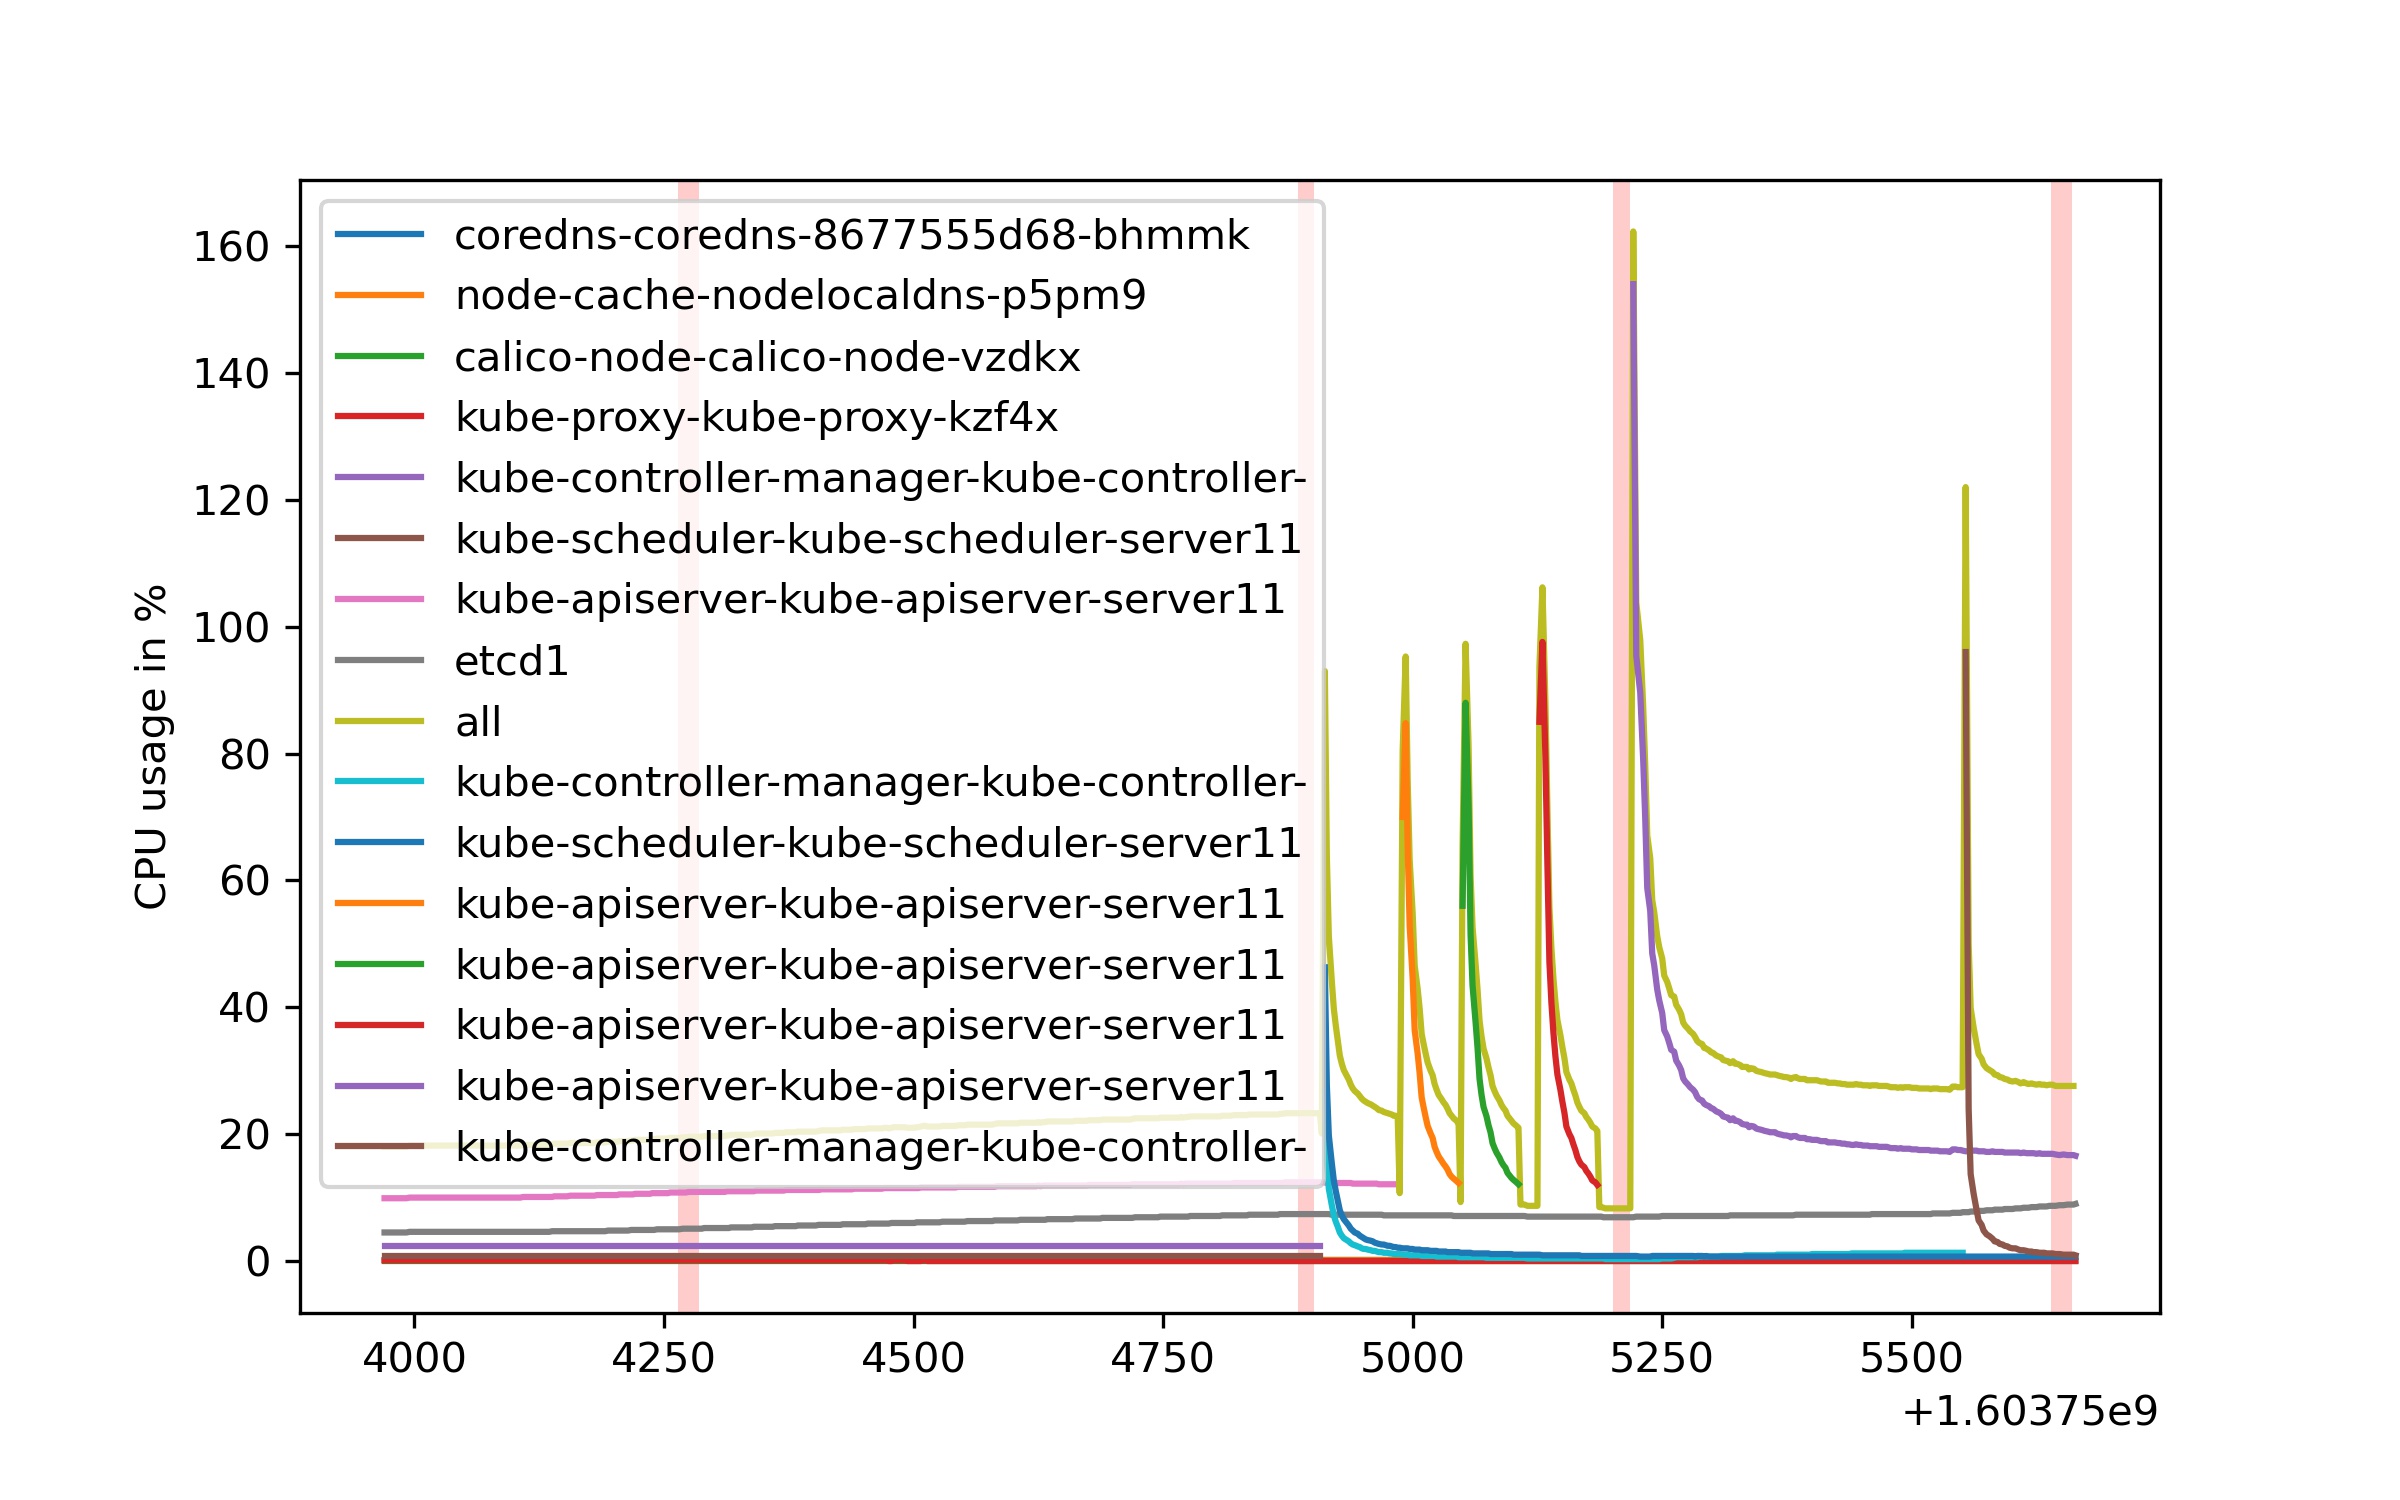 coredns-coredns-8677555d68-bhmmk
node-cache-nodelocaldns-p5pm9
calico-node-calico-node-vzdkx
kube-proxy-kube-proxy-kzf4x
kube-controller-manager-kube-controller-
kube-scheduler-kube-scheduler-server11
kube-apiserver-kube-apiserver-server11
etcd1
all
kube-controller-manager-kube-controller-
kube-scheduler-kube-scheduler-server11
kube-apiserver-kube-apiserver-server11
kube-apiserver-kube-apiserver-server11
kube-apiserver-kube-apiserver-server11
kube-apiserver-kube-apiserver-server11
kube-controller-manager-kube-controller-
CPU usage in %
160
140
120
100
80
60
40
20
0
4000 4250 4500 4750 5000 5250 5500
+1.60375e9